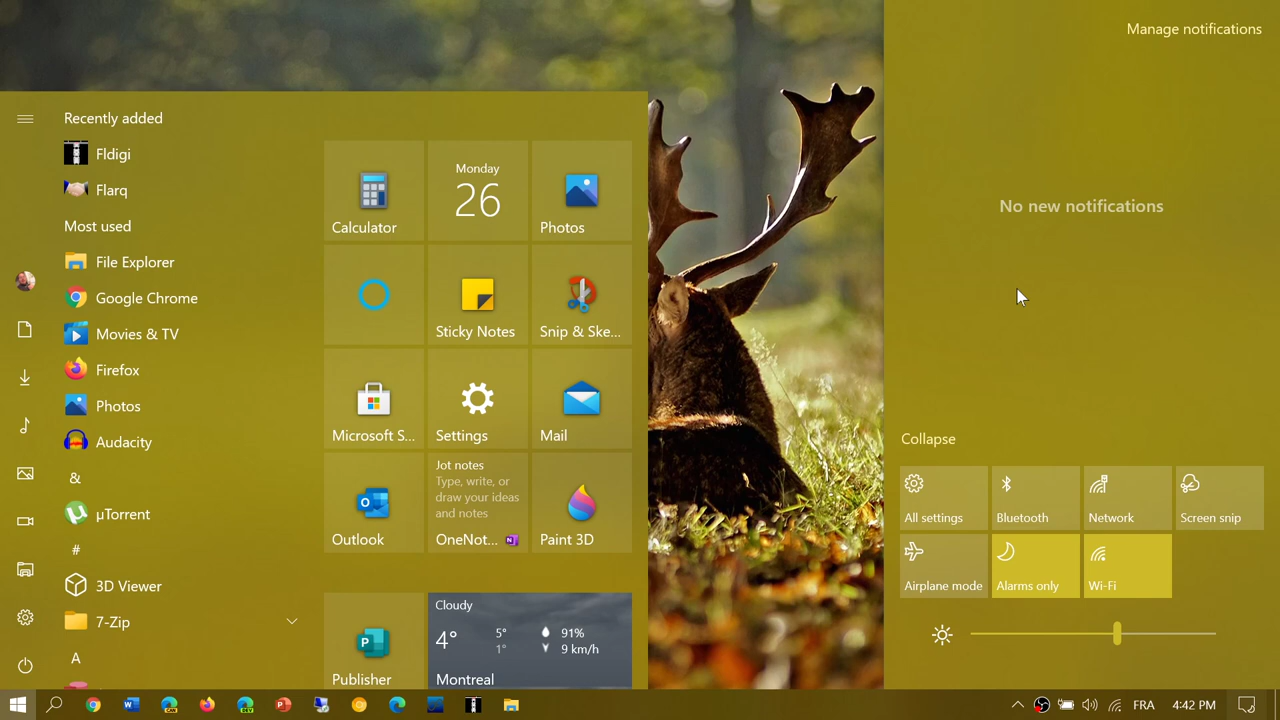 Recently added
Fldigi
Flarq
Most used
File Explorer
Google Chrome
Movies & TV
Firefox
Photos
Audacity
&
µTorrent
#
3D Viewer
7-Zip
A
Calculator
Monday
26
Photos
Sticky Notes
Snip & Ske...
Microsoft S...
Settings
Mail
Outlook
Jot notes
Type, write, or
draw your ideas
and notes
OneNot...
Paint 3D
Publisher
Cloudy
4°
5°
1°
91%
9 km/h
Montreal
Manage notifications
No new notifications
Collapse
All settings
Bluetooth
Network
Screen snip
Airplane mode
Alarms only
Wi-Fi
FRA
4:42 PM